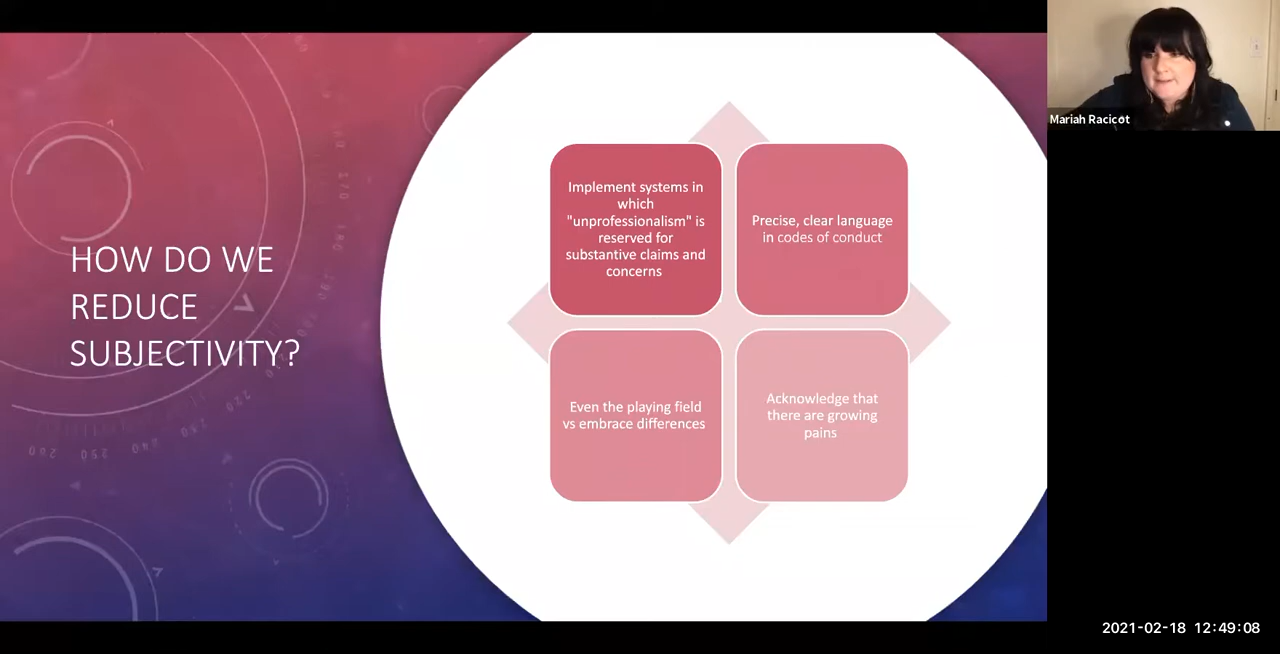 HOW DO WE
REDUCE
SUBJECTIVITY?
Implement systems in
which
"unprofessionalism" is
reserved for
substantive claims and
concerns
Precise, clear language
in codes of conduct
Even the playing field
vs embrace differences
Acknowledge that
there are growing
pains
Mariah Racicot
2021-02-18 12:49:08